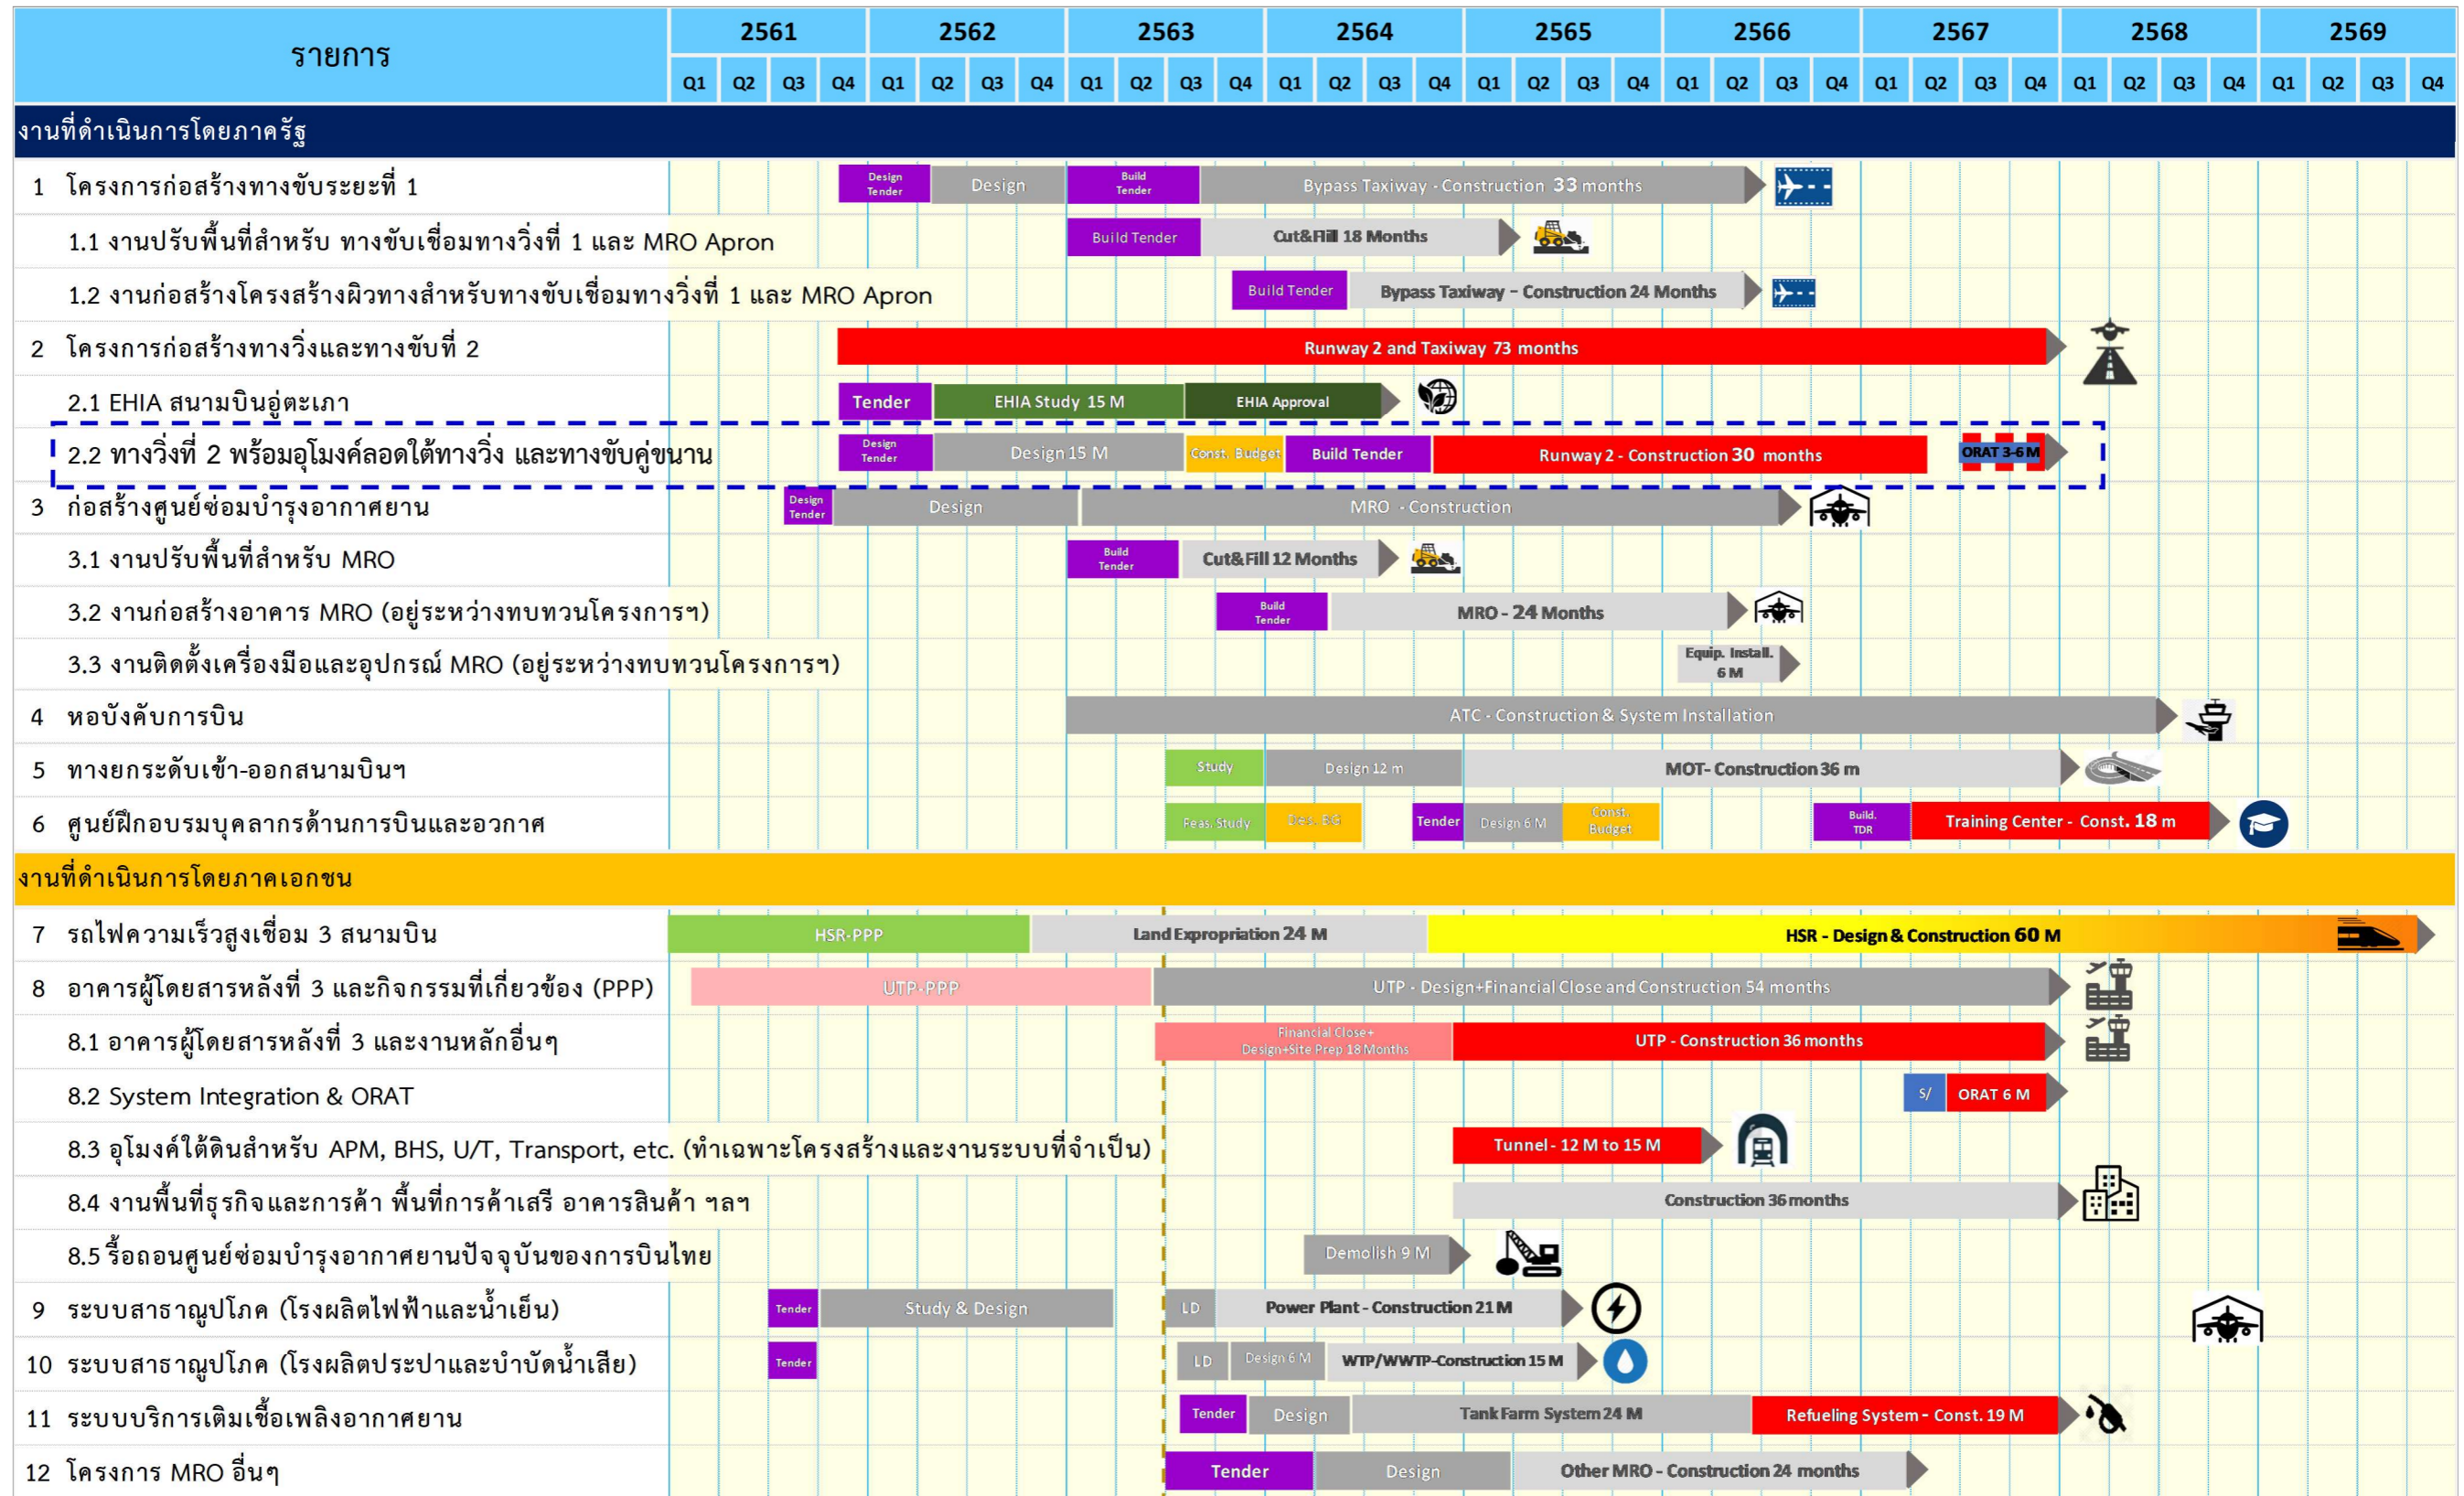 รายการ
2561 2562 2563 2564 2565 2566 2567 2568 2569
Q1 Q2 Q3 Q4 Q1 Q2 Q3 Q4 Q1 Q2 Q3 Q4 Q1 Q2 Q3 Q4 Q1 Q2 Q3 Q4 Q1 Q2 Q3 Q4 Q1 Q2 Q3 Q4 Q1 Q2 Q3 Q4 Q1 Q2 Q3 Q4
งานที่ดำเนินการโดยภาครัฐ
1 โครงการก่อสร้างทางขับระยะที่ 1
Design Tender
Design
Build Tender
Bypass Taxiway - Construction 33 months
1.1 งานปรับพื้นที่สำหรับ ทางขับเชื่อมทางวิ่งที่ 1 และ MRO Apron
Build Tender
Cut&Fill 18 Months
1.2 งานก่อสร้างโครงสร้างผิวทางสำหรับทางขับเชื่อมทางวิ่งที่ 1 และ MRO Apron
Build Tender
Bypass Taxiway – Construction 24 Months
2 โครงการก่อสร้างทางวิ่งและทางขับที่ 2
Runway 2 and Taxiway 73 months
2.1 EHIA สนามบินอู่ตะเภา
Tender
EHIA Study 15 M
EHIA Approval
2.2 ทางวิ่งที่ 2 พร้อมอุโมงค์ลอดใต้ทางวิ่ง และทางขับคู่ขนาน
Design Tender
Design 15 M
Const. Budget
Build Tender
Runway 2 - Construction 30 months
ORAT 3-6 M
3 ก่อสร้างศูนย์ซ่อมบำรุงอากาศยาน
Design Tender
Design
MRO - Construction
3.1 งานปรับพื้นที่สำหรับ MRO
Build Tender
Cut&Fill 12 Months
3.2 งานก่อสร้างอาคาร MRO (อยู่ระหว่างทบทวนโครงการฯ)
Build Tender
MRO - 24 Months
3.3 งานติดตั้งเครื่องมือและอุปกรณ์ MRO (อยู่ระหว่างทบทวนโครงการฯ)
Equip. Install. 6 M
4 หอบังคับการบิน
ATC - Construction & System Installation
5 ทางยกระดับเข้า-ออกสนามบินฯ
Study
Design 12 m
MOT- Construction 36 m
6 ศูนย์ฝึกอบรมบุคลากรด้านการบินและอวกาศ
Feas. Study
Des. BG
Tender
Design 6 M
Const. Budget
Build. TDR
Training Center - Const. 18 m
งานที่ดำเนินการโดยภาคเอกชน
7 รถไฟความเร็วสูงเชื่อม 3 สนามบิน
HSR-PPP
Land Expropriation 24 M
HSR - Design & Construction 60 M
8 อาคารผู้โดยสารหลังที่ 3 และกิจกรรมที่เกี่ยวข้อง (PPP)
UTP-PPP
UTP - Design+Financial Close and Construction 54 months
8.1 อาคารผู้โดยสารหลังที่ 3 และงานหลักอื่นๆ
Financial Close+
Design+Site Prep 18 Months
UTP - Construction 36 months
8.2 System Integration & ORAT
S/
ORAT 6 M
8.3 อุโมงค์ใต้ดินสำหรับ APM, BHS, U/T, Transport, etc. (ทำเฉพาะโครงสร้างและงานระบบที่จำเป็น)
Tunnel - 12 M to 15 M
8.4 งานพื้นที่ธุรกิจและการค้า พื้นที่การค้าเสรี อาคารสินค้า ฯลฯ
Construction 36 months
8.5 รื้อถอนศูนย์ซ่อมบำรุงอากาศยานปัจจุบันของการบินไทย
Demolish 9 M
9 ระบบสาธาณูปโภค (โรงผลิตไฟฟ้าและน้ำเย็น)
Tender
Study & Design
LD
Power Plant - Construction 21 M
10 ระบบสาธาณูปโภค (โรงผลิตประปาและบำบัดน้ำเสีย)
Tender
LD
Design 6 M
WTP/WWTP-Construction 15 M
11 ระบบบริการเติมเชื้อเพลิงอากาศยาน
Tender
Design
Tank Farm System 24 M
Refueling System - Const. 19 M
12 โครงการ MRO อื่นๆ
Tender
Design
Other MRO - Construction 24 months